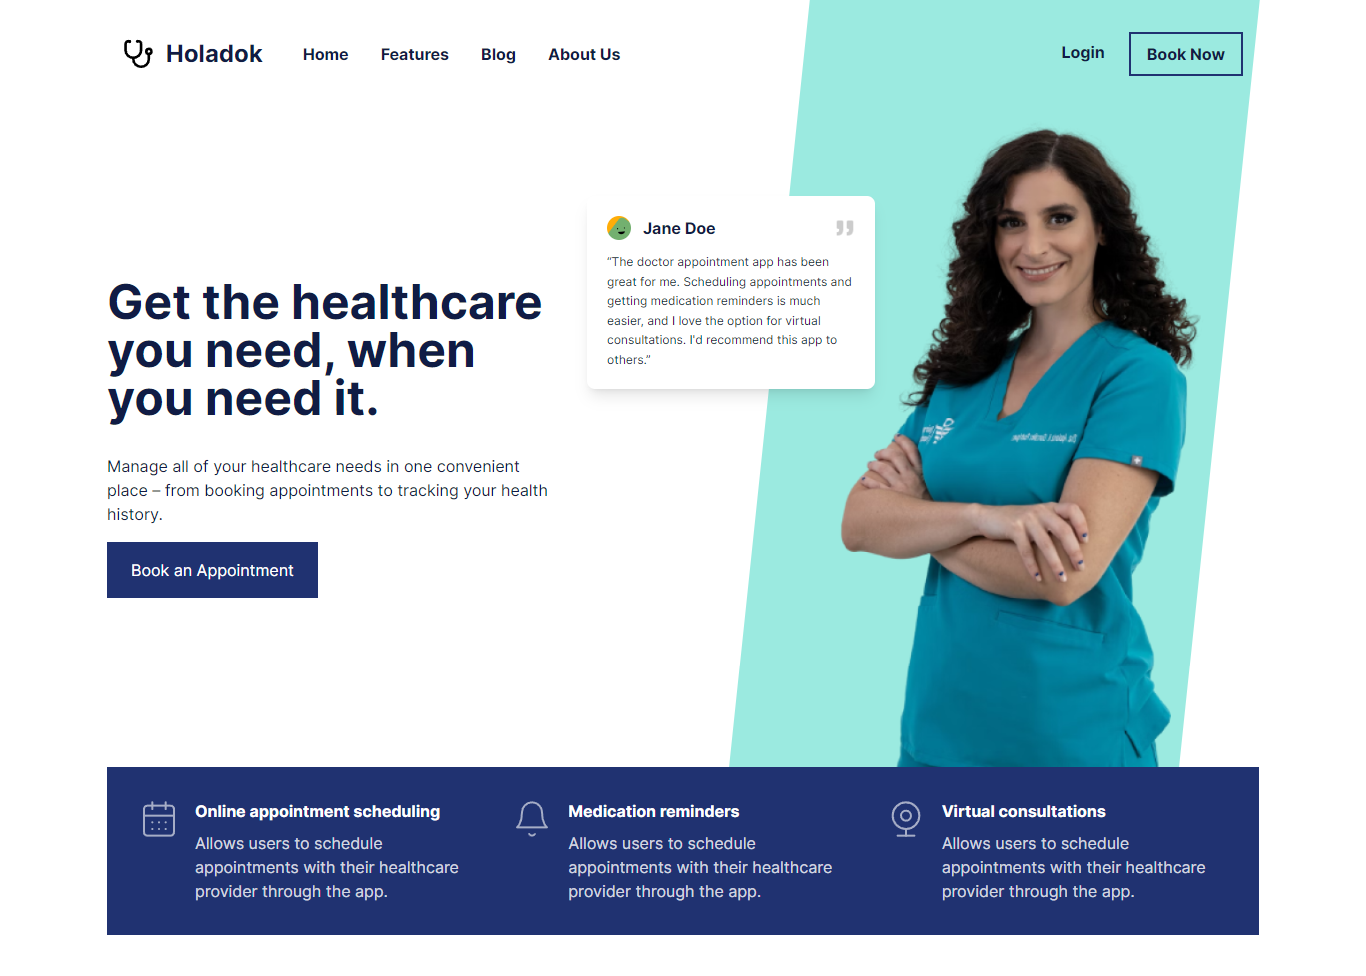 Holadok
Home Features Blog About Us
Login
Book Now
Jane Doe
“The doctor appointment app has been
great for me. Scheduling appointments and
getting medication reminders is much
easier, and I love the option for virtual
consultations. I'd recommend this app to
others.”
Get the healthcare
you need, when
you need it.
Manage all of your healthcare needs in one convenient
place – from booking appointments to tracking your health
history.
Book an Appointment
Online appointment scheduling
Allows users to schedule
appointments with their healthcare
provider through the app.
Medication reminders
Allows users to schedule
appointments with their healthcare
provider through the app.
Virtual consultations
Allows users to schedule
appointments with their healthcare
provider through the app.